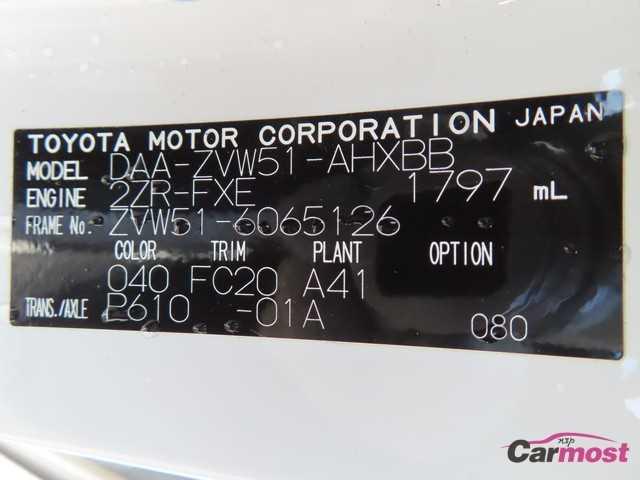 TOYOTA MOTOR CORPORATION JAPAN
MODEL DAA-ZVW51-AHXBB
ENGINE 2ZR-FXE 1797 mL
FRAME No. ZVW51-6065126
COLOR TRIM PLANT OPTION
040 FC20 A41
TRANS./AXLE P610 -01A 080
Carmost